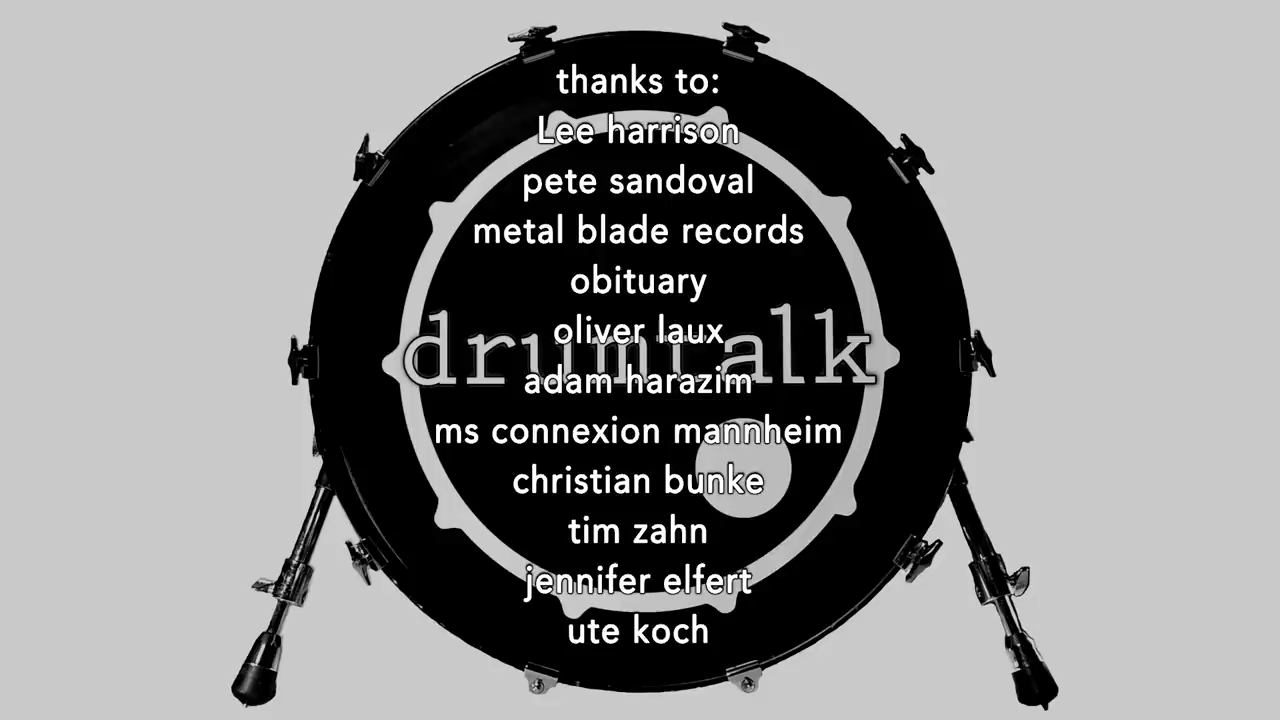 thanks to:
Lee harrison
pete sandoval
metal blade records
obituary
oliver laux
drumtalk
adam harazim
ms connexion mannheim
christian bunke
tim zahn
jennifer elfert
ute koch